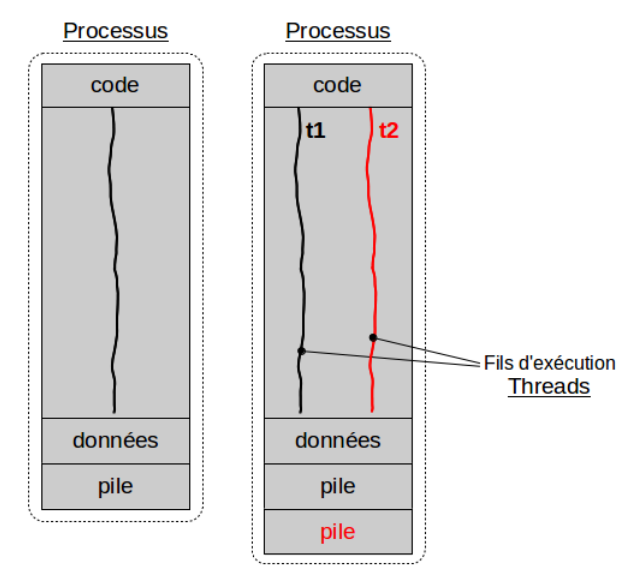 Processus
code
données
pile
Processus
code
t1
t2
données
pile
pile
Fils d'exécution
Threads